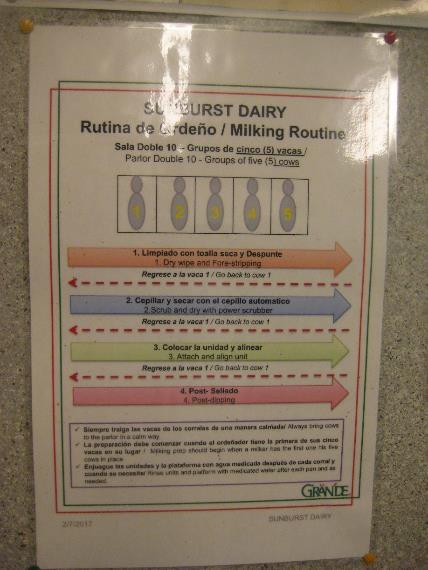 SUNBURST DAIRY
Rutina de Ordeño / Milking Routine
Sala Doble 10 - Grupos de cinco (5) vacas /
Parlor Double 10 - Groups of five (5) cows
1 2 3 4 5
1. Limpiado con toalla seca y Despunte
1. Dry wipe and Fore-stripping
Regrese a la vaca 1 / Go back to cow 1
2. Cepillar y secar con el cepillo automatico
2.Scrub and dry with power scrubber
Regrese a la vaca 1 / Go back to cow 1
3. Colocar la unidad y alinear
3. Attach and align unit
Regrese a la vaca 1 / Go back to cow 1
4. Post- Sellado
4. Post-dipping
✓ Siempre traiga las vacas de los corrales de una manera calmada/ Always bring cows
to the parlor in a calm way
✓ La preparación debe comenzar cuando el ordeñador tiene la primera de sus cinco
vacas en su lugar / Milking prep should begin when a milker has the first one his five
cows in place
✓ Enjuague las unidades y la plataforma con agua medicada después de cada corral y
cuando se necesite/ Rinse units and platform with medicated water after each pen and as
needed.
GRANDE
2/7/2017
SUNBURST DAIRY